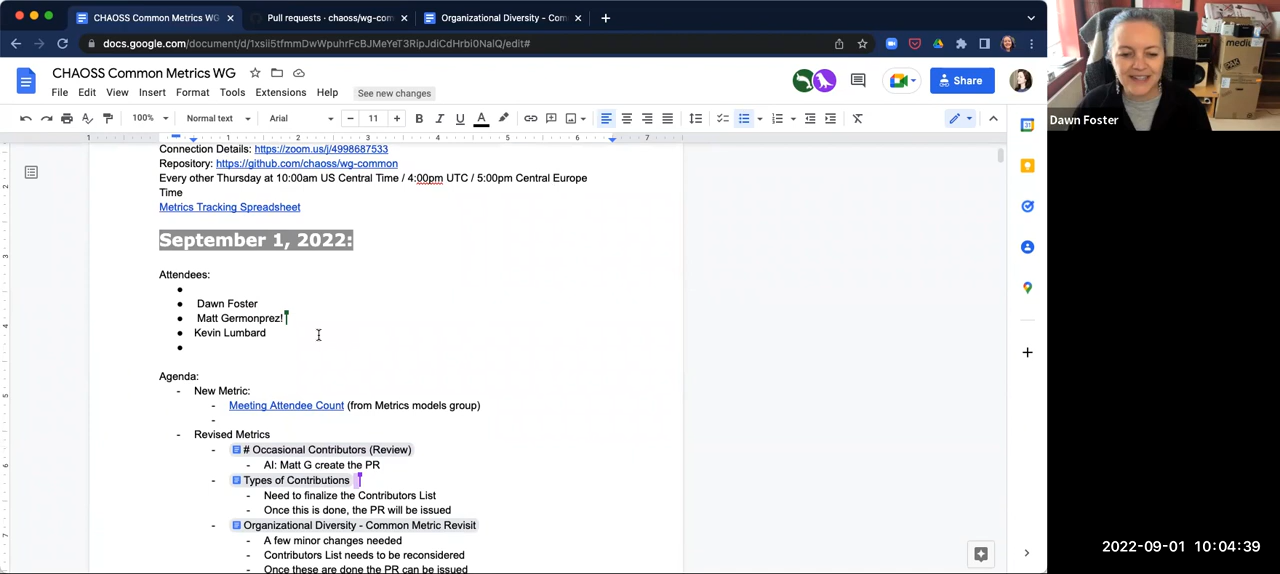 CHAOSS Common Metrics WG
Pull requests · chaoss/wg-com
Organizational Diversity - Com
docs.google.com/document/d/1xsii5tfmmDwWpuhrFcBJMeYeT3RipJdiCdHrbi0NalQ/edit#
CHAOSS Common Metrics WG
File Edit View Insert Format Tools Extensions Help See new changes
Share
100% Normal text Arial 11
1 1 2 3 4 5 6 7
Connection Details: https://zoom.us/j/4998687533
Repository: https://github.com/chaoss/wg-common
Every other Thursday at 10:00am US Central Time / 4:00pm UTC / 5:00pm Central Europe
Time
Metrics Tracking Spreadsheet
September 1, 2022:
Attendees:
Dawn Foster
Matt Germonprez!
Kevin Lumbard
Agenda:
- New Metric:
- Meeting Attendee Count (from Metrics models group)
-
- Revised Metrics
- # Occasional Contributors (Review)
- AI: Matt G create the PR
- Types of Contributions
- Need to finalize the Contributors List
- Once this is done, the PR will be issued
- Organizational Diversity - Common Metric Revisit
- A few minor changes needed
- Contributors List needs to be reconsidered
- Once these are done the PR can be issued
Dawn Foster
2022-09-01 10:04:39